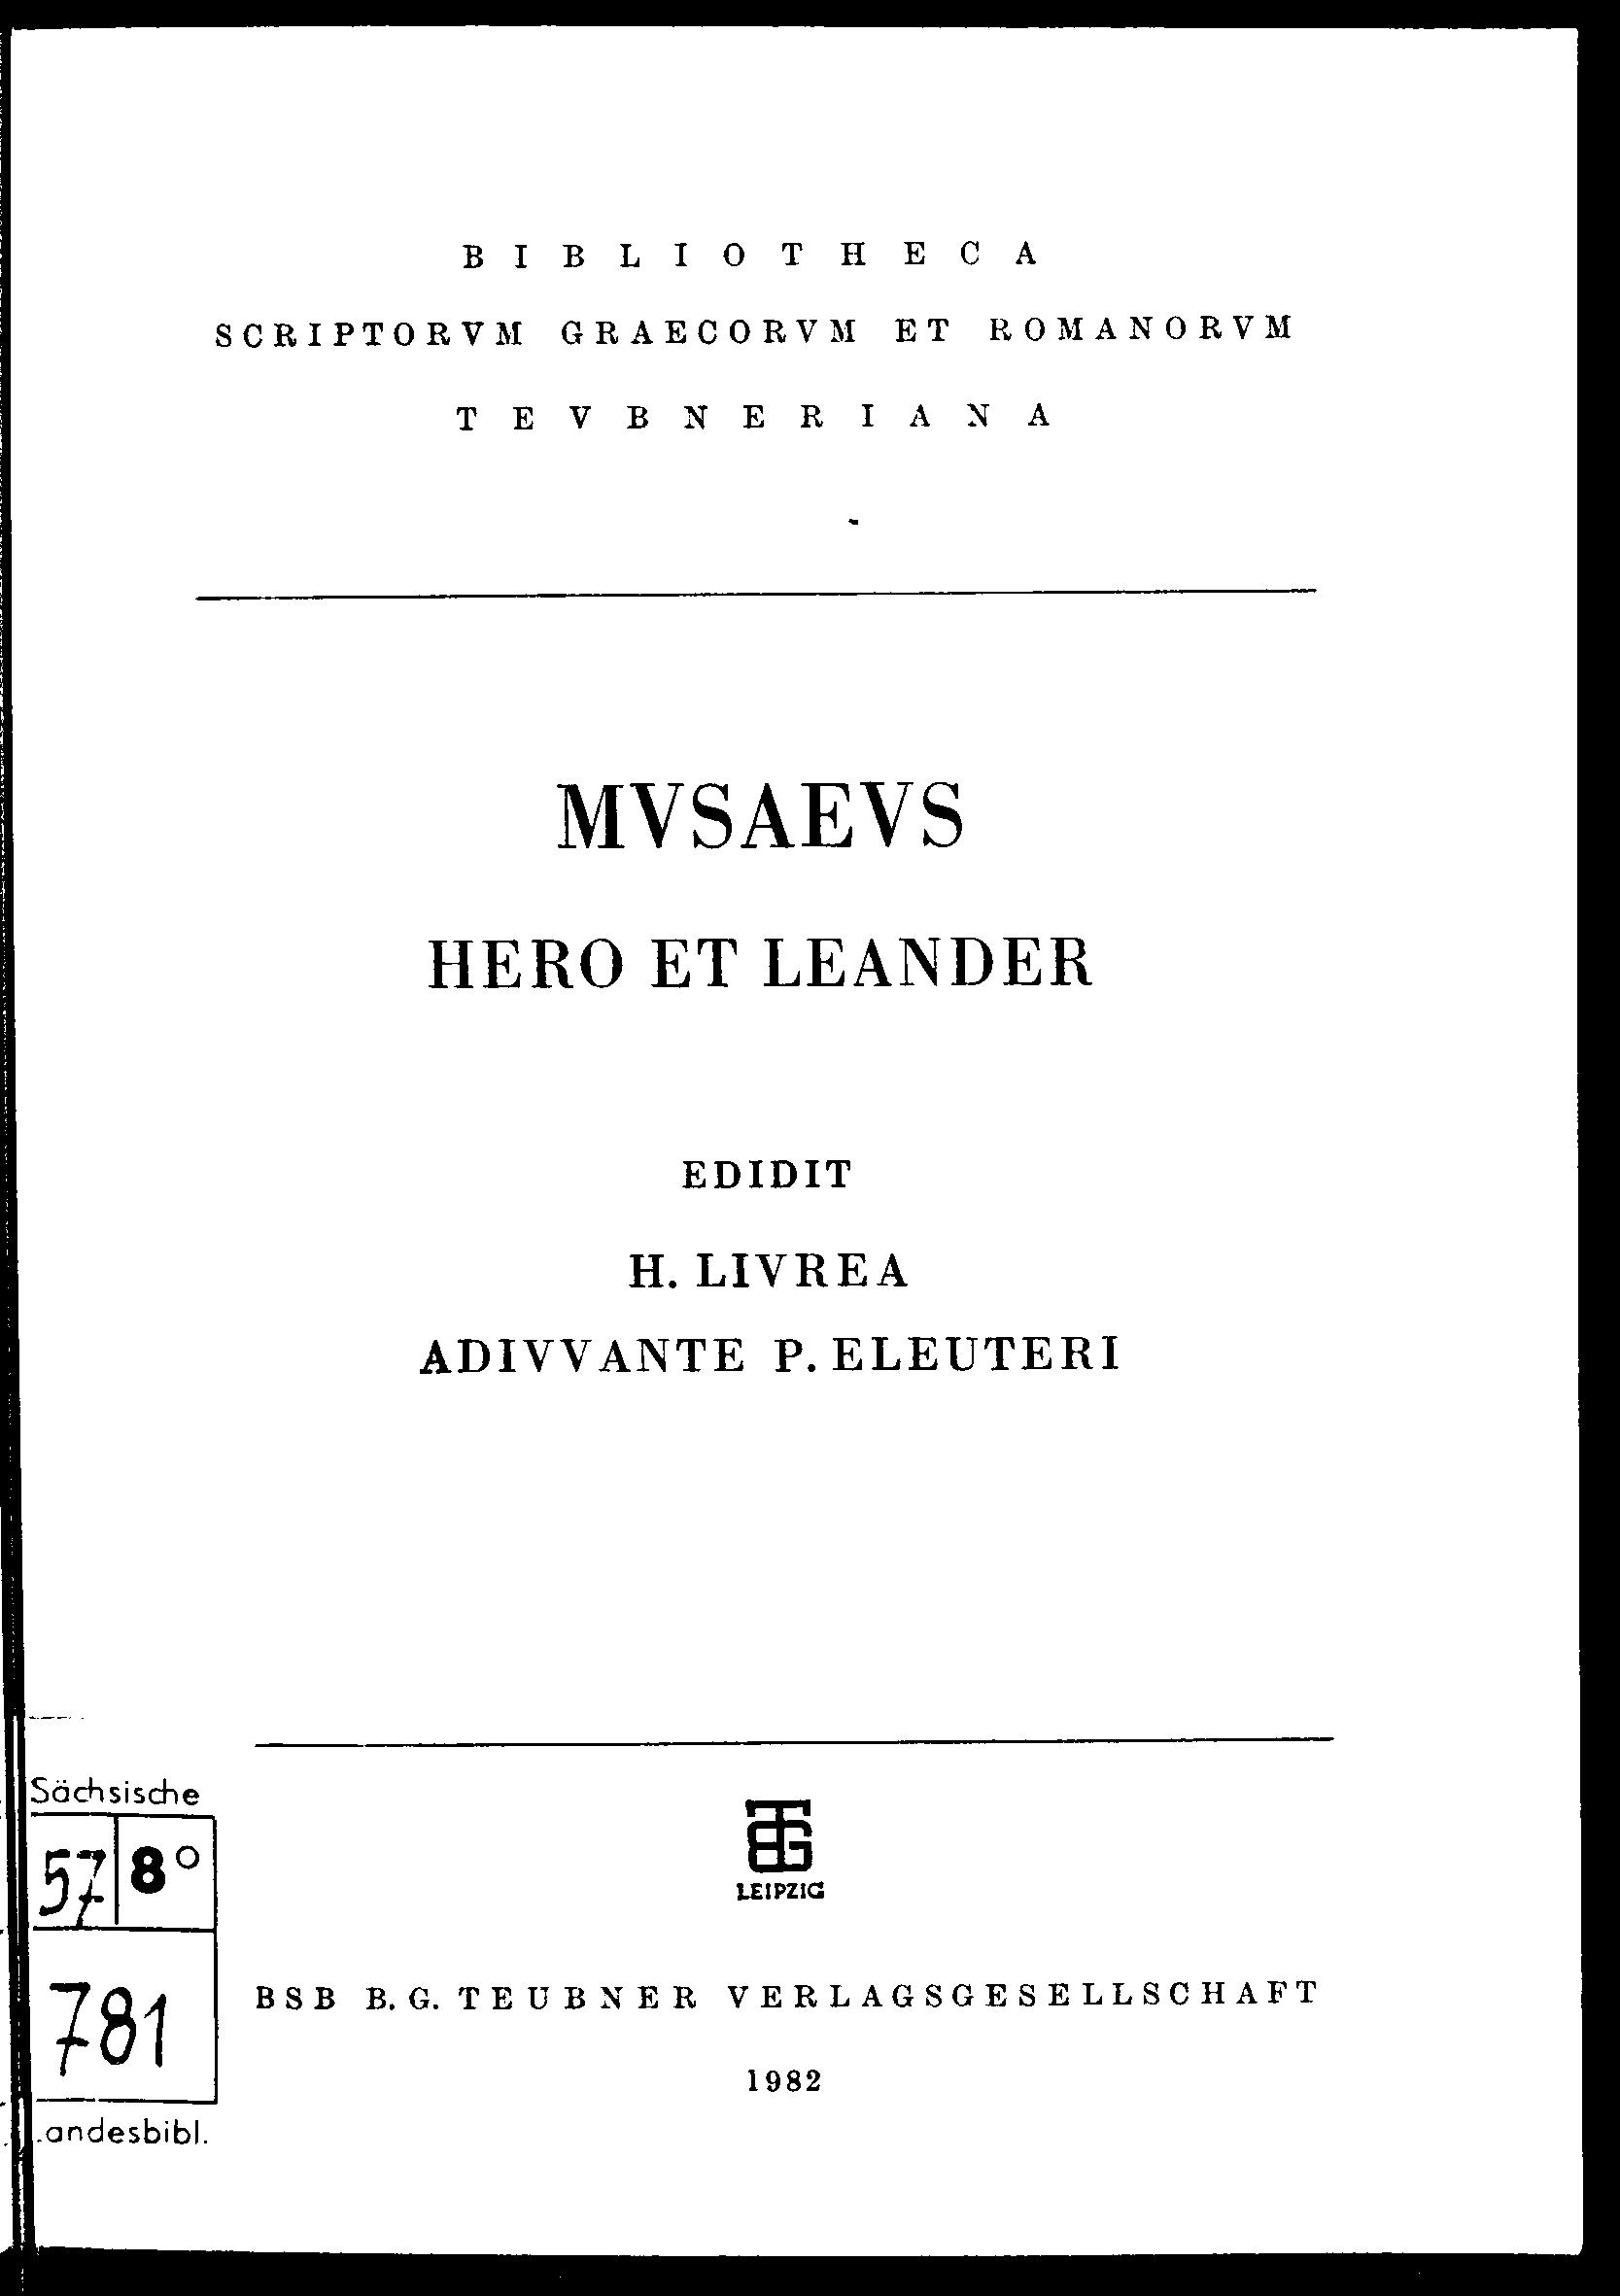 BIBLIOTHECA
SCRIPTORVM GRAECORVM ET ROMANORVM
TEVBNERIANA
MVSAEVS
HERO ET LEANDER
EDIDIT
H. LIVREA
ADIVVANTE P. ELEUTERI
Sächsische
57 8°
781
andesbibl.
LEIPZIG
BSB B. G. TEUBNER VERLAGSGESELLSCHAFT
1982